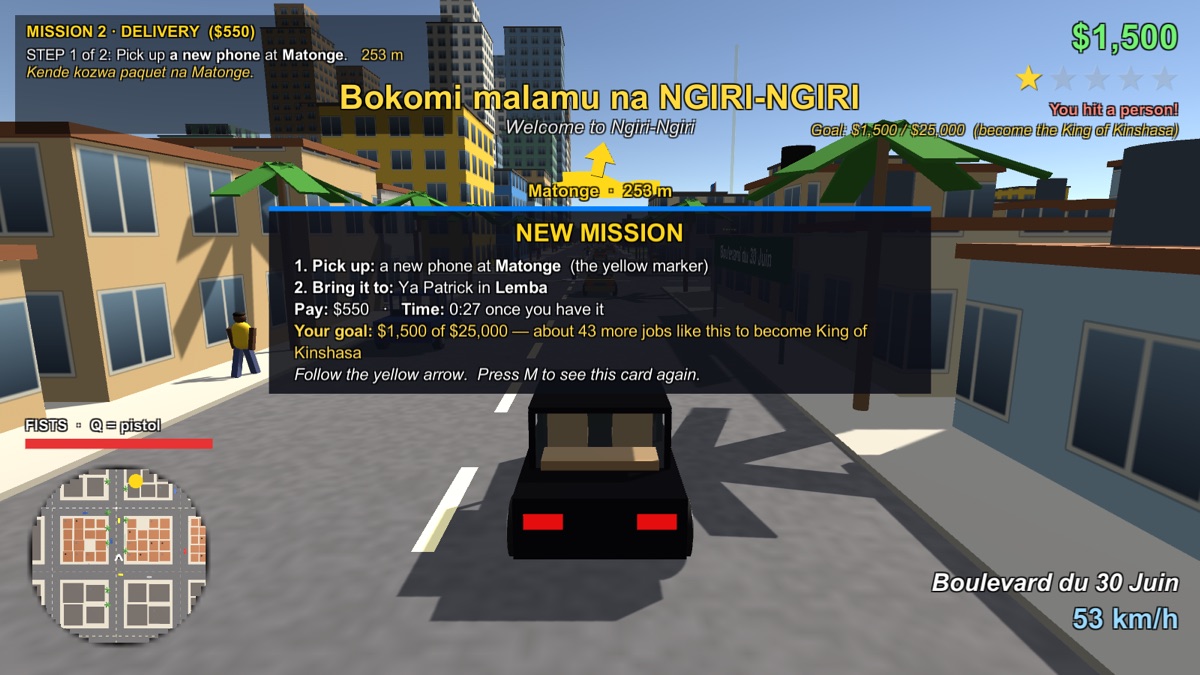 MISSION 2 · DELIVERY ($550)
STEP 1 of 2: Pick up a new phone at Matonge. 253 m
Kende kozwa paquet na Matonge.
$1,500
You hit a person!
Goal: $1,500 / $25,000 (become the King of Kinshasa)
Bokomi malamu na NGIRI-NGIRI
Welcome to Ngiri-Ngiri
Matonge · 253 m
Boulevard du 30 Juin
NEW MISSION
1. Pick up: a new phone at Matonge (the yellow marker)
2. Bring it to: Ya Patrick in Lemba
Pay: $550 · Time: 0:27 once you have it
Your goal: $1,500 of $25,000 — about 43 more jobs like this to become King of
Kinshasa
Follow the yellow arrow. Press M to see this card again.
FISTS · Q = pistol
Boulevard du 30 Juin
53 km/h